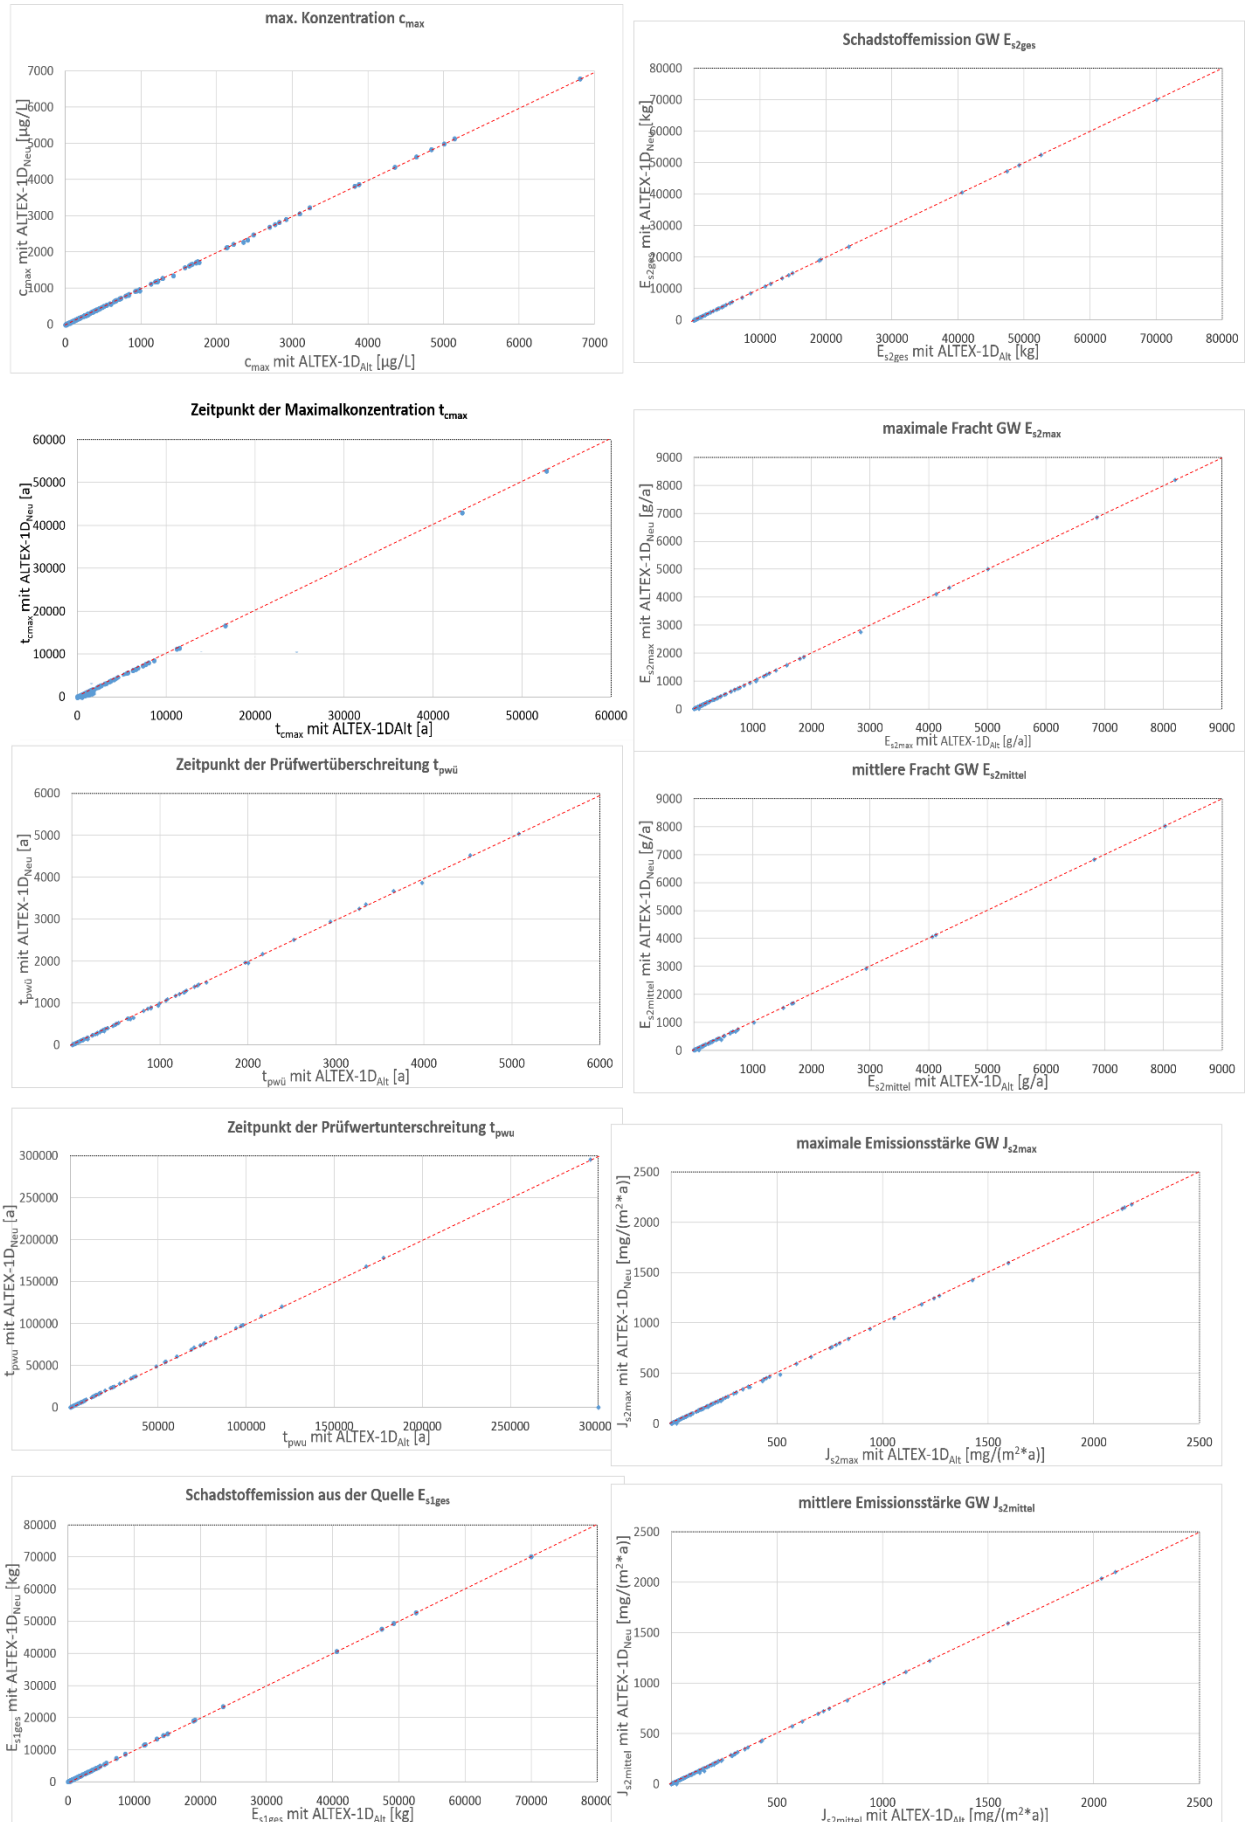 max. Konzentration cmax
7000
6000
5000
4000
3000
2000
1000
0
cmax mit ALTEX-1DNeu [µg/L]
0 1000 2000 3000 4000 5000 6000 7000
cmax mit ALTEX-1DAlt [µg/L]
Schadstoffemission GW Es2ges
80000
70000
60000
50000
40000
30000
20000
10000
0
Es2ges mit ALTEX-1DNeu [kg]
10000 20000 30000 40000 50000 60000 70000 80000
Es2ges mit ALTEX-1DAlt [kg]
Zeitpunkt der Maximalkonzentration tcmax
60000
50000
40000
30000
20000
10000
0
tcmax mit ALTEX-1DNeu [a]
0 10000 20000 30000 40000 50000 60000
tcmax mit ALTEX-1DAlt [a]
maximale Fracht GW Es2max
9000
8000
7000
6000
5000
4000
3000
2000
1000
0
Es2max mit ALTEX-1DNeu [g/a]
1000 2000 3000 4000 5000 6000 7000 8000 9000
Es2max mit ALTEX-1DAlt [g/a]]
Zeitpunkt der Prüfwertüberschreitung tpwü
6000
5000
4000
3000
2000
1000
0
tpwü mit ALTEX-1DNeu [a]
1000 2000 3000 4000 5000 6000
tpwü mit ALTEX-1DAlt [a]
mittlere Fracht GW Es2mittel
9000
8000
7000
6000
5000
4000
3000
2000
1000
0
Es2mittel mit ALTEX-1DNeu [g/a]
1000 2000 3000 4000 5000 6000 7000 8000 9000
Es2mittel mit ALTEX-1DAlt [g/a]
Zeitpunkt der Prüfwertunterschreitung tpwu
300000
250000
200000
150000
100000
50000
0
tpwu mit ALTEX-1DNeu [a]
50000 100000 150000 200000 250000 300000
tpwu mit ALTEX-1DAlt [a]
maximale Emissionsstärke GW Js2max
2500
2000
1500
1000
500
0
Js2max mit ALTEX-1DNeu [mg/(m²*a)]
500 1000 1500 2000 2500
Js2max mit ALTEX-1DAlt [mg/(m²*a)]
Schadstoffemission aus der Quelle Es1ges
80000
70000
60000
50000
40000
30000
20000
10000
0
Es1ges mit ALTEX-1DNeu [kg]
0 10000 20000 30000 40000 50000 60000 70000 80000
Es1ges mit ALTEX-1DAlt [kg]
mittlere Emissionsstärke GW Js2mittel
2500
2000
1500
1000
500
0
Js2mittel mit ALTEX-1DNeu [mg/(m²*a)]
500 1000 1500 2000 2500
Js2mittel mit ALTEX-1DAlt [mg/(m²*a)]